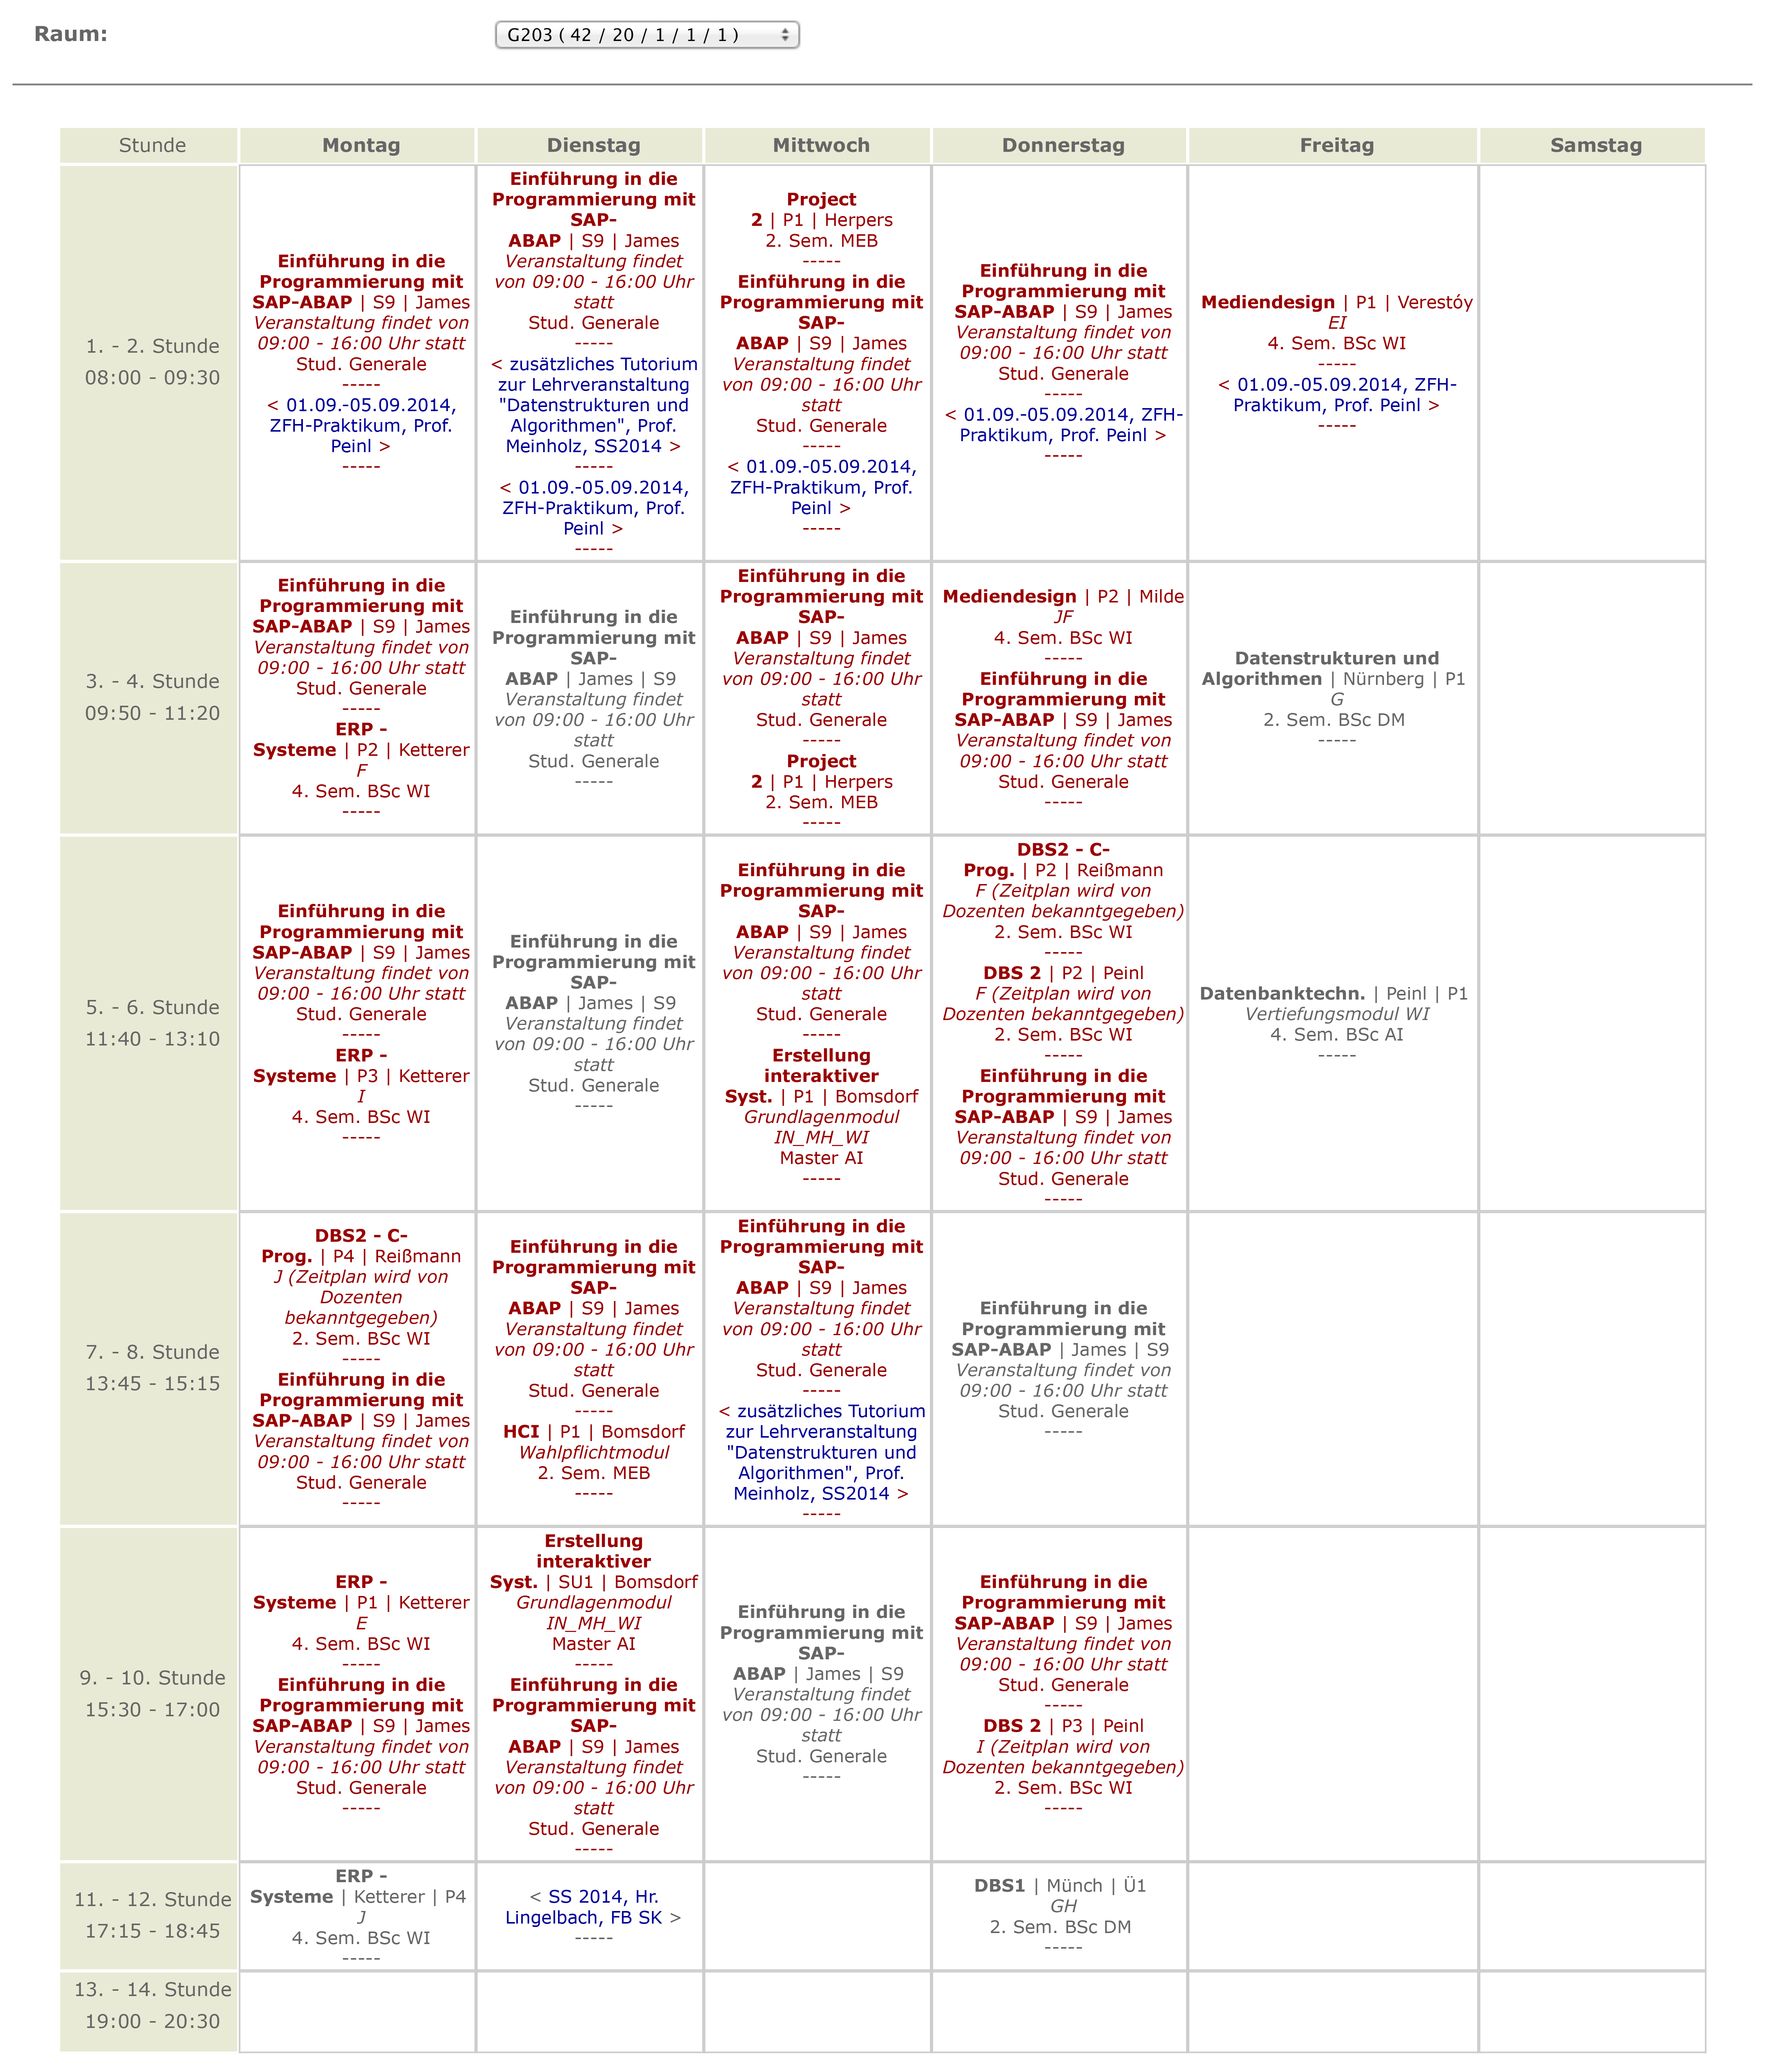 Raum:
G203 ( 42 / 20 / 1 / 1 / 1 )
Stunde
Montag
Dienstag
Mittwoch
Donnerstag
Freitag
Samstag
1. - 2. Stunde
08:00 - 09:30
Einführung in die
Programmierung mit
SAP-ABAP | S9 | James
Veranstaltung findet von
09:00 - 16:00 Uhr statt
Stud. Generale
-----
< 01.09.-05.09.2014,
ZFH-Praktikum, Prof.
Peinl >
-----
Einführung in die
Programmierung mit
SAP-
ABAP | S9 | James
Veranstaltung findet
von 09:00 - 16:00 Uhr
statt
Stud. Generale
-----
< zusätzliches Tutorium
zur Lehrveranstaltung
"Datenstrukturen und
Algorithmen", Prof.
Meinholz, SS2014 >
-----
< 01.09.-05.09.2014,
ZFH-Praktikum, Prof.
Peinl >
-----
Project
2 | P1 | Herpers
2. Sem. MEB
-----
Einführung in die
Programmierung mit
SAP-
ABAP | S9 | James
Veranstaltung findet
von 09:00 - 16:00 Uhr
statt
Stud. Generale
-----
< 01.09.-05.09.2014,
ZFH-Praktikum, Prof.
Peinl >
-----
Einführung in die
Programmierung mit
SAP-ABAP | S9 | James
Veranstaltung findet von
09:00 - 16:00 Uhr statt
Stud. Generale
-----
< 01.09.-05.09.2014, ZFH-
Praktikum, Prof. Peinl >
-----
Mediendesign | P1 | Verestóy
EI
4. Sem. BSc WI
-----
< 01.09.-05.09.2014, ZFH-
Praktikum, Prof. Peinl >
-----
3. - 4. Stunde
09:50 - 11:20
Einführung in die
Programmierung mit
SAP-ABAP | S9 | James
Veranstaltung findet von
09:00 - 16:00 Uhr statt
Stud. Generale
-----
ERP -
Systeme | P2 | Ketterer
F
4. Sem. BSc WI
-----
Einführung in die
Programmierung mit
SAP-
ABAP | James | S9
Veranstaltung findet
von 09:00 - 16:00 Uhr
statt
Stud. Generale
-----
Einführung in die
Programmierung mit
SAP-
ABAP | S9 | James
Veranstaltung findet
von 09:00 - 16:00 Uhr
statt
Stud. Generale
-----
Project
2 | P1 | Herpers
2. Sem. MEB
-----
Mediendesign | P2 | Milde
JF
4. Sem. BSc WI
-----
Einführung in die
Programmierung mit
SAP-ABAP | S9 | James
Veranstaltung findet von
09:00 - 16:00 Uhr statt
Stud. Generale
-----
Datenstrukturen und
Algorithmen | Nürnberg | P1
G
2. Sem. BSc DM
-----
5. - 6. Stunde
11:40 - 13:10
Einführung in die
Programmierung mit
SAP-ABAP | S9 | James
Veranstaltung findet von
09:00 - 16:00 Uhr statt
Stud. Generale
-----
ERP -
Systeme | P3 | Ketterer
I
4. Sem. BSc WI
-----
Einführung in die
Programmierung mit
SAP-
ABAP | James | S9
Veranstaltung findet
von 09:00 - 16:00 Uhr
statt
Stud. Generale
-----
Einführung in die
Programmierung mit
SAP-
ABAP | S9 | James
Veranstaltung findet
von 09:00 - 16:00 Uhr
statt
Stud. Generale
-----
Erstellung
interaktiver
Syst. | P1 | Bomsdorf
Grundlagenmodul
IN_MH_WI
Master AI
-----
DBS2 - C-
Prog. | P2 | Reißmann
F (Zeitplan wird von
Dozenten bekanntgegeben)
2. Sem. BSc WI
-----
DBS 2 | P2 | Peinl
F (Zeitplan wird von
Dozenten bekanntgegeben)
2. Sem. BSc WI
-----
Einführung in die
Programmierung mit
SAP-ABAP | S9 | James
Veranstaltung findet von
09:00 - 16:00 Uhr statt
Stud. Generale
-----
Datenbanktechn. | Peinl | P1
Vertiefungsmodul WI
4. Sem. BSc AI
-----
7. - 8. Stunde
13:45 - 15:15
DBS2 - C-
Prog. | P4 | Reißmann
J (Zeitplan wird von
Dozenten
bekanntgegeben)
2. Sem. BSc WI
-----
Einführung in die
Programmierung mit
SAP-ABAP | S9 | James
Veranstaltung findet von
09:00 - 16:00 Uhr statt
Stud. Generale
-----
Einführung in die
Programmierung mit
SAP-
ABAP | S9 | James
Veranstaltung findet
von 09:00 - 16:00 Uhr
statt
Stud. Generale
-----
HCI | P1 | Bomsdorf
Wahlpflichtmodul
2. Sem. MEB
-----
Einführung in die
Programmierung mit
SAP-
ABAP | S9 | James
Veranstaltung findet
von 09:00 - 16:00 Uhr
statt
Stud. Generale
-----
< zusätzliches Tutorium
zur Lehrveranstaltung
"Datenstrukturen und
Algorithmen", Prof.
Meinholz, SS2014 >
-----
Einführung in die
Programmierung mit
SAP-ABAP | James | S9
Veranstaltung findet von
09:00 - 16:00 Uhr statt
Stud. Generale
-----
9. - 10. Stunde
15:30 - 17:00
ERP -
Systeme | P1 | Ketterer
E
4. Sem. BSc WI
-----
Einführung in die
Programmierung mit
SAP-ABAP | S9 | James
Veranstaltung findet von
09:00 - 16:00 Uhr statt
Stud. Generale
-----
Erstellung
interaktiver
Syst. | SU1 | Bomsdorf
Grundlagenmodul
IN_MH_WI
Master AI
-----
Einführung in die
Programmierung mit
SAP-
ABAP | S9 | James
Veranstaltung findet
von 09:00 - 16:00 Uhr
statt
Stud. Generale
-----
Einführung in die
Programmierung mit
SAP-
ABAP | James | S9
Veranstaltung findet
von 09:00 - 16:00 Uhr
statt
Stud. Generale
-----
Einführung in die
Programmierung mit
SAP-ABAP | S9 | James
Veranstaltung findet von
09:00 - 16:00 Uhr statt
Stud. Generale
-----
DBS 2 | P3 | Peinl
I (Zeitplan wird von
Dozenten bekanntgegeben)
2. Sem. BSc WI
-----
11. - 12. Stunde
17:15 - 18:45
ERP -
Systeme | Ketterer | P4
J
4. Sem. BSc WI
-----
< SS 2014, Hr.
Lingelbach, FB SK >
-----
DBS1 | Münch | Ü1
GH
2. Sem. BSc DM
-----
13. - 14. Stunde
19:00 - 20:30